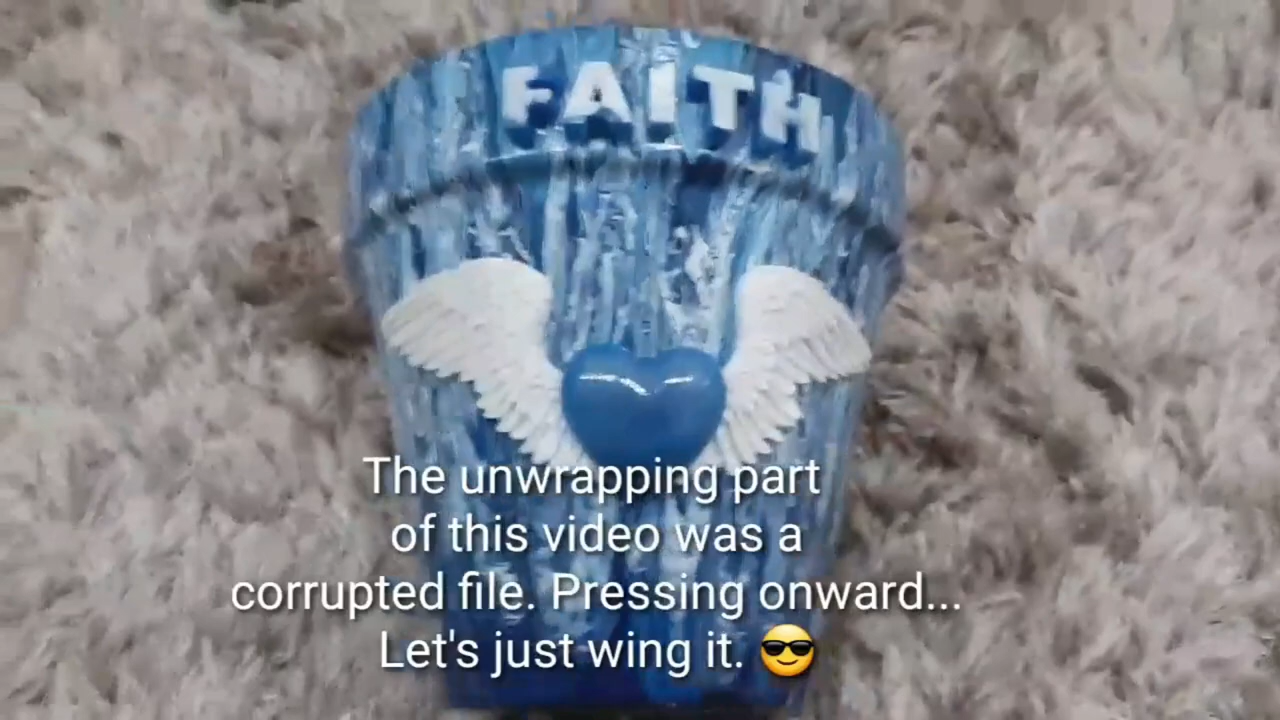 FAITH
The unwrapping part
of this video was a
corrupted file. Pressing onward...
Let's just wing it. 😎